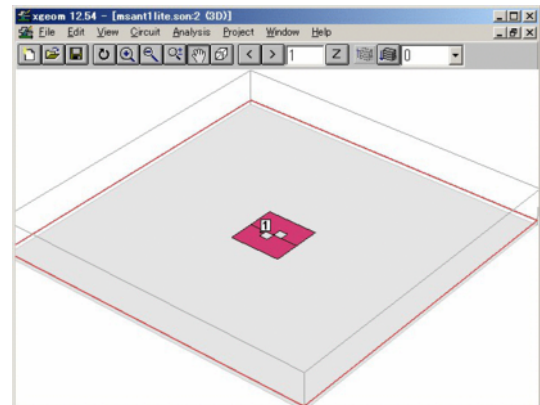 xgeom 12.54 - [msant1lite.son:2 (3D)]
File Edit View Circuit Analysis Project Window Help
< > 1 Z 0
1